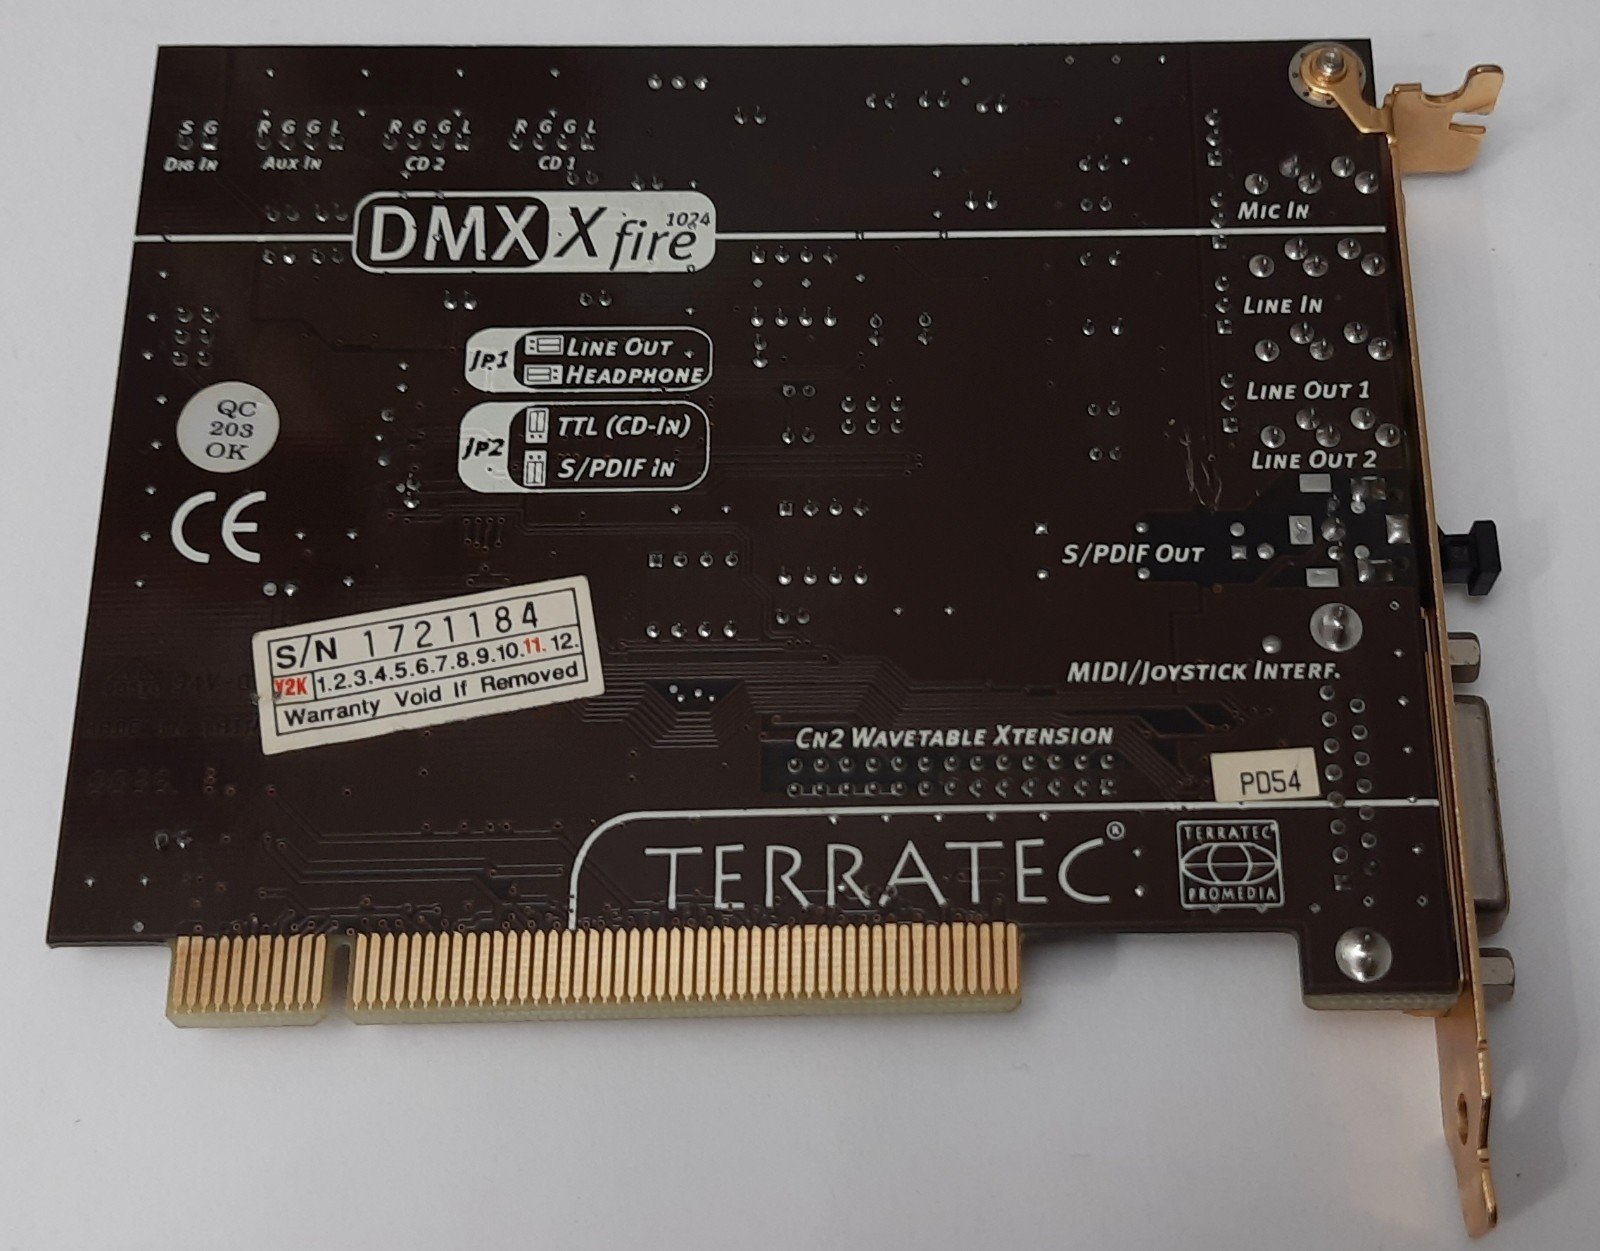 S G
R G G L
R G G L
R G G L
DIG IN
AUX IN
CD 2
CD 1
MIC IN
DMX X fire 1024
LINE IN
JP1
LINE OUT
HEADPHONE
LINE OUT 1
QC
203
OK
JP2
TTL (CD-IN)
S/PDIF IN
LINE OUT 2
CE
S/PDIF OUT
S/N 1721184
Y2K 1.2.3.4.5.6.7.8.9.10.11.12.
Warranty Void If Removed
MIDI/JOYSTICK INTERF.
CN2 WAVETABLE XTENSION
PD54
TERRATEC®
TERRATEC
PROMEDIA